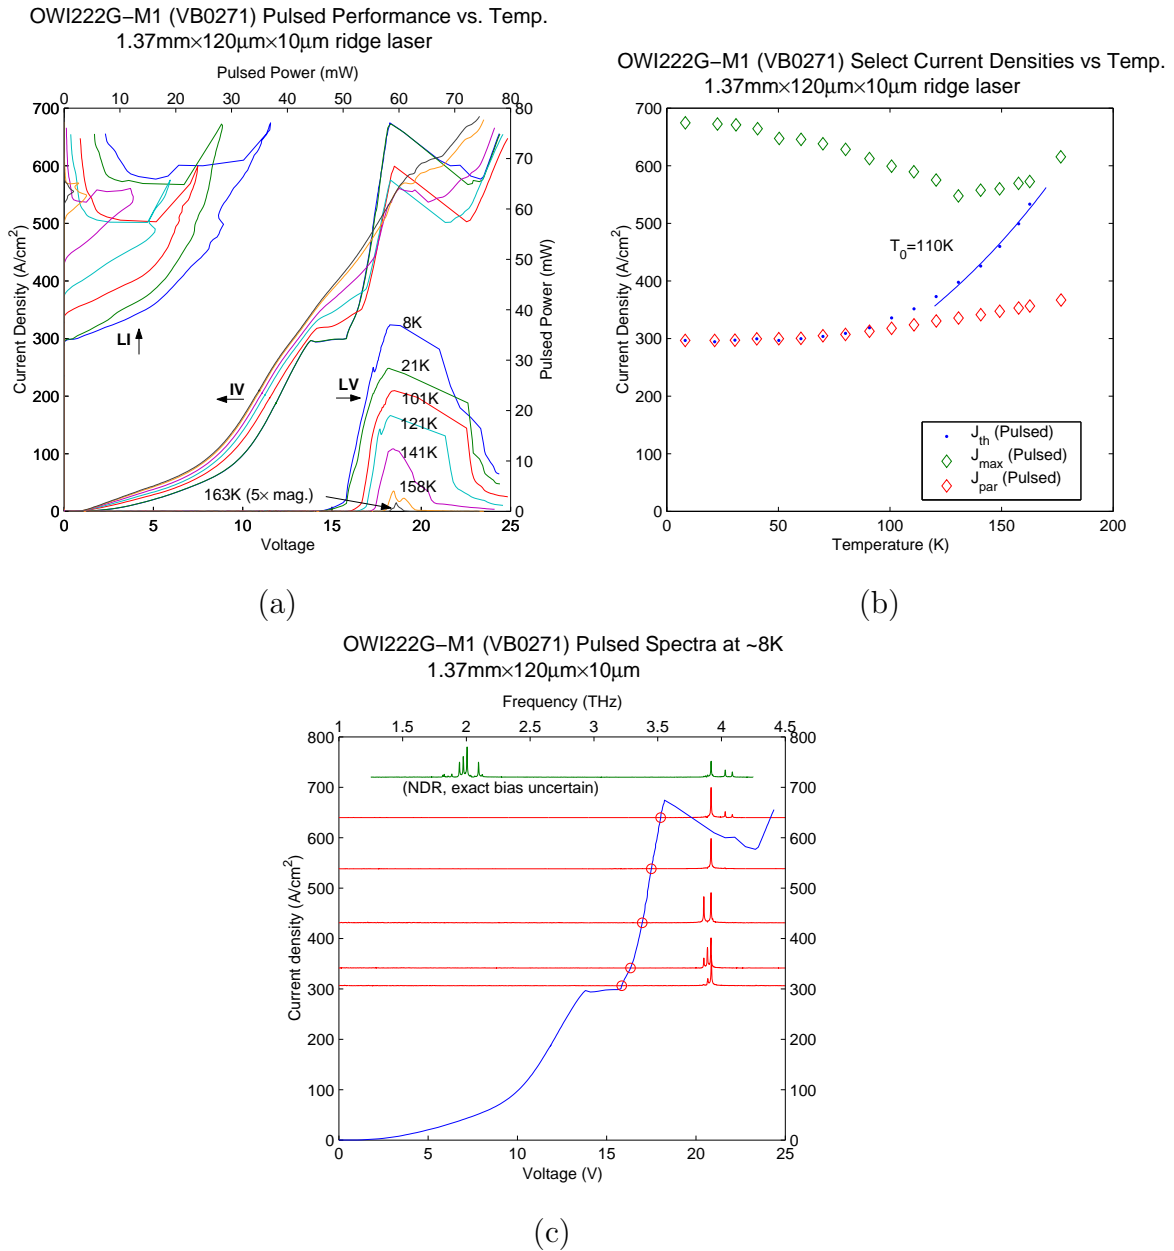 OWI222G−M1 (VB0271) Pulsed Performance vs. Temp.
1.37mm×120μm×10μm ridge laser
Pulsed Power (mW)
0 10 20 30 40 50 60 70 80
700 600 500 400 300 200 100 0
Current Density (A/cm²)
80 70 60 50 40 30 20 10 0
Pulsed Power (mW)
LI
IV
LV
8K
21K
101K
121K
141K
158K
163K (5× mag.)
0 5 10 15 20 25
Voltage
(a)
OWI222G−M1 (VB0271) Select Current Densities vs Temp.
1.37mm×120μm×10μm ridge laser
700 600 500 400 300 200 100 0
Current Density (A/cm²)
T_0=110K
J_th (Pulsed)
J_max (Pulsed)
J_par (Pulsed)
0 50 100 150 200
Temperature (K)
(b)
OWI222G−M1 (VB0271) Pulsed Spectra at ~8K
1.37mm×120μm×10μm
Frequency (THz)
1 1.5 2 2.5 3 3.5 4 4.5
800 700 600 500 400 300 200 100 0
Current density (A/cm²)
(NDR, exact bias uncertain)
800 700 600 500 400 300 200 100 0
0 5 10 15 20 25
Voltage (V)
(c)